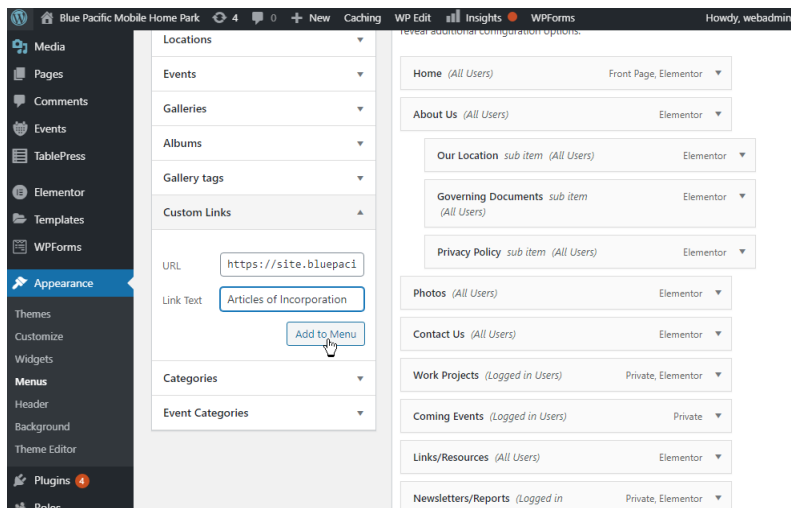 Blue Pacific Mobile Home Park 4 0 + New Caching WP Edit Insights WPForms Howdy, webadmin
Media
Pages
Comments
Events
TablePress
Elementor
Templates
WPForms
Appearance
Themes
Customize
Widgets
Menus
Header
Background
Theme Editor
Plugins 4
Roles
Locations
Events
Galleries
Albums
Gallery tags
Custom Links
URL https://site.bluepaci
Link Text Articles of Incorporation
Add to Menu
Categories
Event Categories
reveal additional configuration options.
Home (All Users) Front Page, Elementor
About Us (All Users) Elementor
Our Location sub item (All Users) Elementor
Governing Documents sub item Elementor
(All Users)
Privacy Policy sub item (All Users) Elementor
Photos (All Users) Elementor
Contact Us (All Users) Elementor
Work Projects (Logged in Users) Private, Elementor
Coming Events (Logged in Users) Private
Links/Resources (All Users) Elementor
Newsletters/Reports (Logged in Private, Elementor